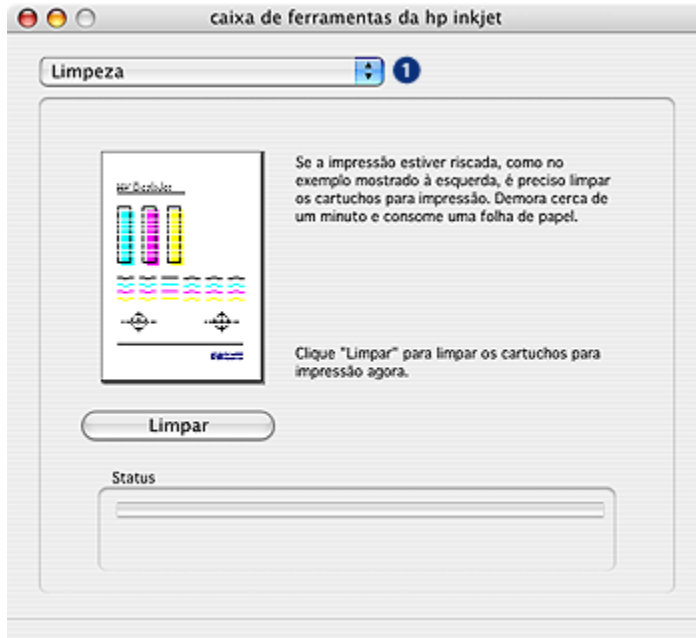 caixa de ferramentas da hp inkjet
Limpeza
1
Se a impressão estiver riscada, como no
exemplo mostrado à esquerda, é preciso limpar
os cartuchos para impressão. Demora cerca de
um minuto e consome uma folha de papel.
Clique "Limpar" para limpar os cartuchos para
impressão agora.
Limpar
Status